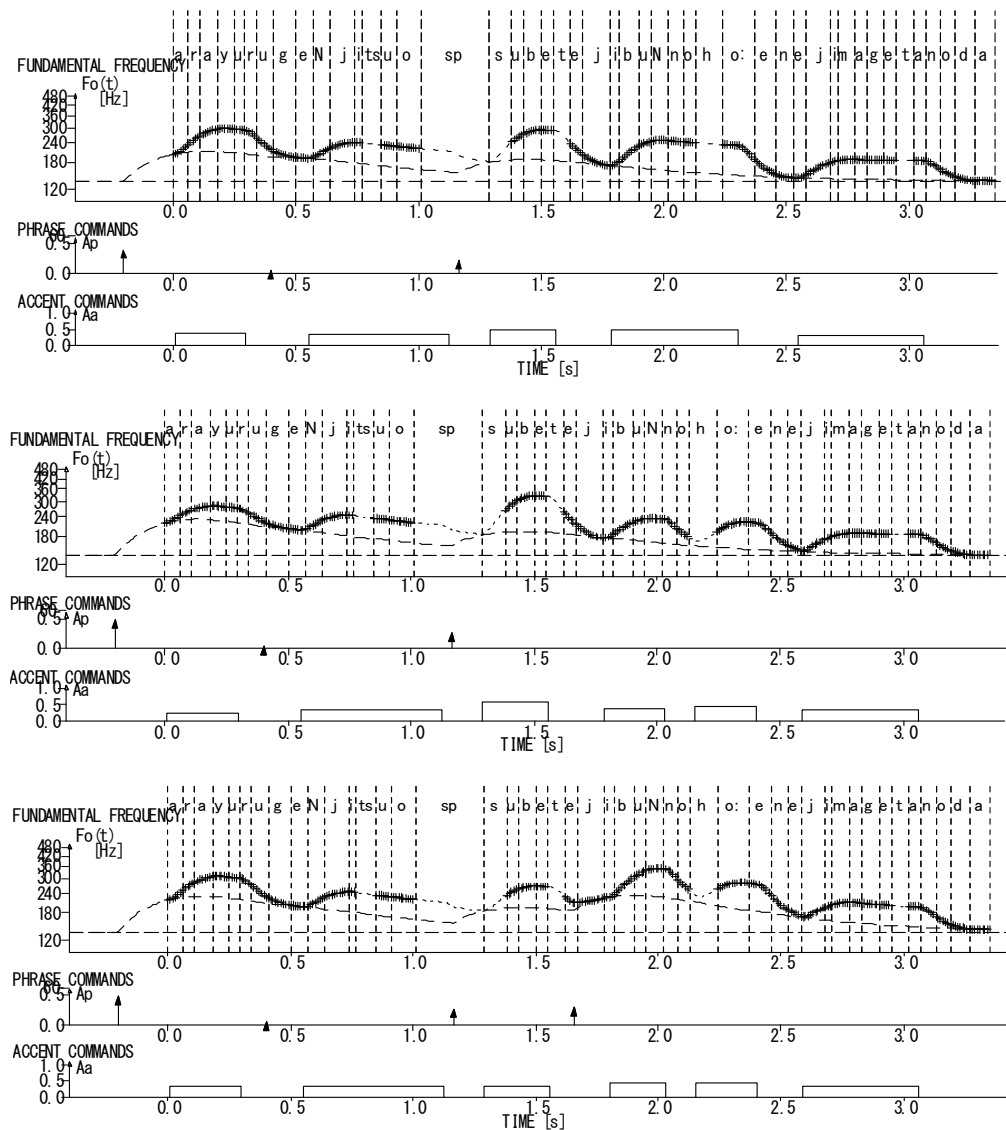 a r a y u r u g e N j i t s u o sp s u b e t e j i b u N n o h o: e n e j i m a g e t a n o d a
FUNDAMENTAL FREQUENCY
Fo(t)
[Hz]
480
420
360
300
240
180
120
0.0 0.5 1.0 1.5 2.0 2.5 3.0
PHRASE COMMANDS
Ap
0.5
0.0
0.0 0.5 1.0 1.5 2.0 2.5 3.0
ACCENT COMMANDS
1.0 Aa
0.5
0.0
0.0 0.5 1.0 1.5 2.0 2.5 3.0
TIME [s]
a r a y u r u g e N j i t s u o sp s u b e t e j i b u N n o h o: e n e j i m a g e t a n o d a
FUNDAMENTAL FREQUENCY
Fo(t)
[Hz]
480
420
360
300
240
180
120
0.0 0.5 1.0 1.5 2.0 2.5 3.0
PHRASE COMMANDS
Ap
0.5
0.0
0.0 0.5 1.0 1.5 2.0 2.5 3.0
ACCENT COMMANDS
1.0 Aa
0.5
0.0
0.0 0.5 1.0 1.5 2.0 2.5 3.0
TIME [s]
a r a y u r u g e N j i t s u o sp s u b e t e j i b u N n o h o: e n e j i m a g e t a n o d a
FUNDAMENTAL FREQUENCY
Fo(t)
[Hz]
480
420
360
300
240
180
120
0.0 0.5 1.0 1.5 2.0 2.5 3.0
PHRASE COMMANDS
Ap
0.5
0.0
0.0 0.5 1.0 1.5 2.0 2.5 3.0
ACCENT COMMANDS
1.0 Aa
0.5
0.0
0.0 0.5 1.0 1.5 2.0 2.5 3.0
TIME [s]